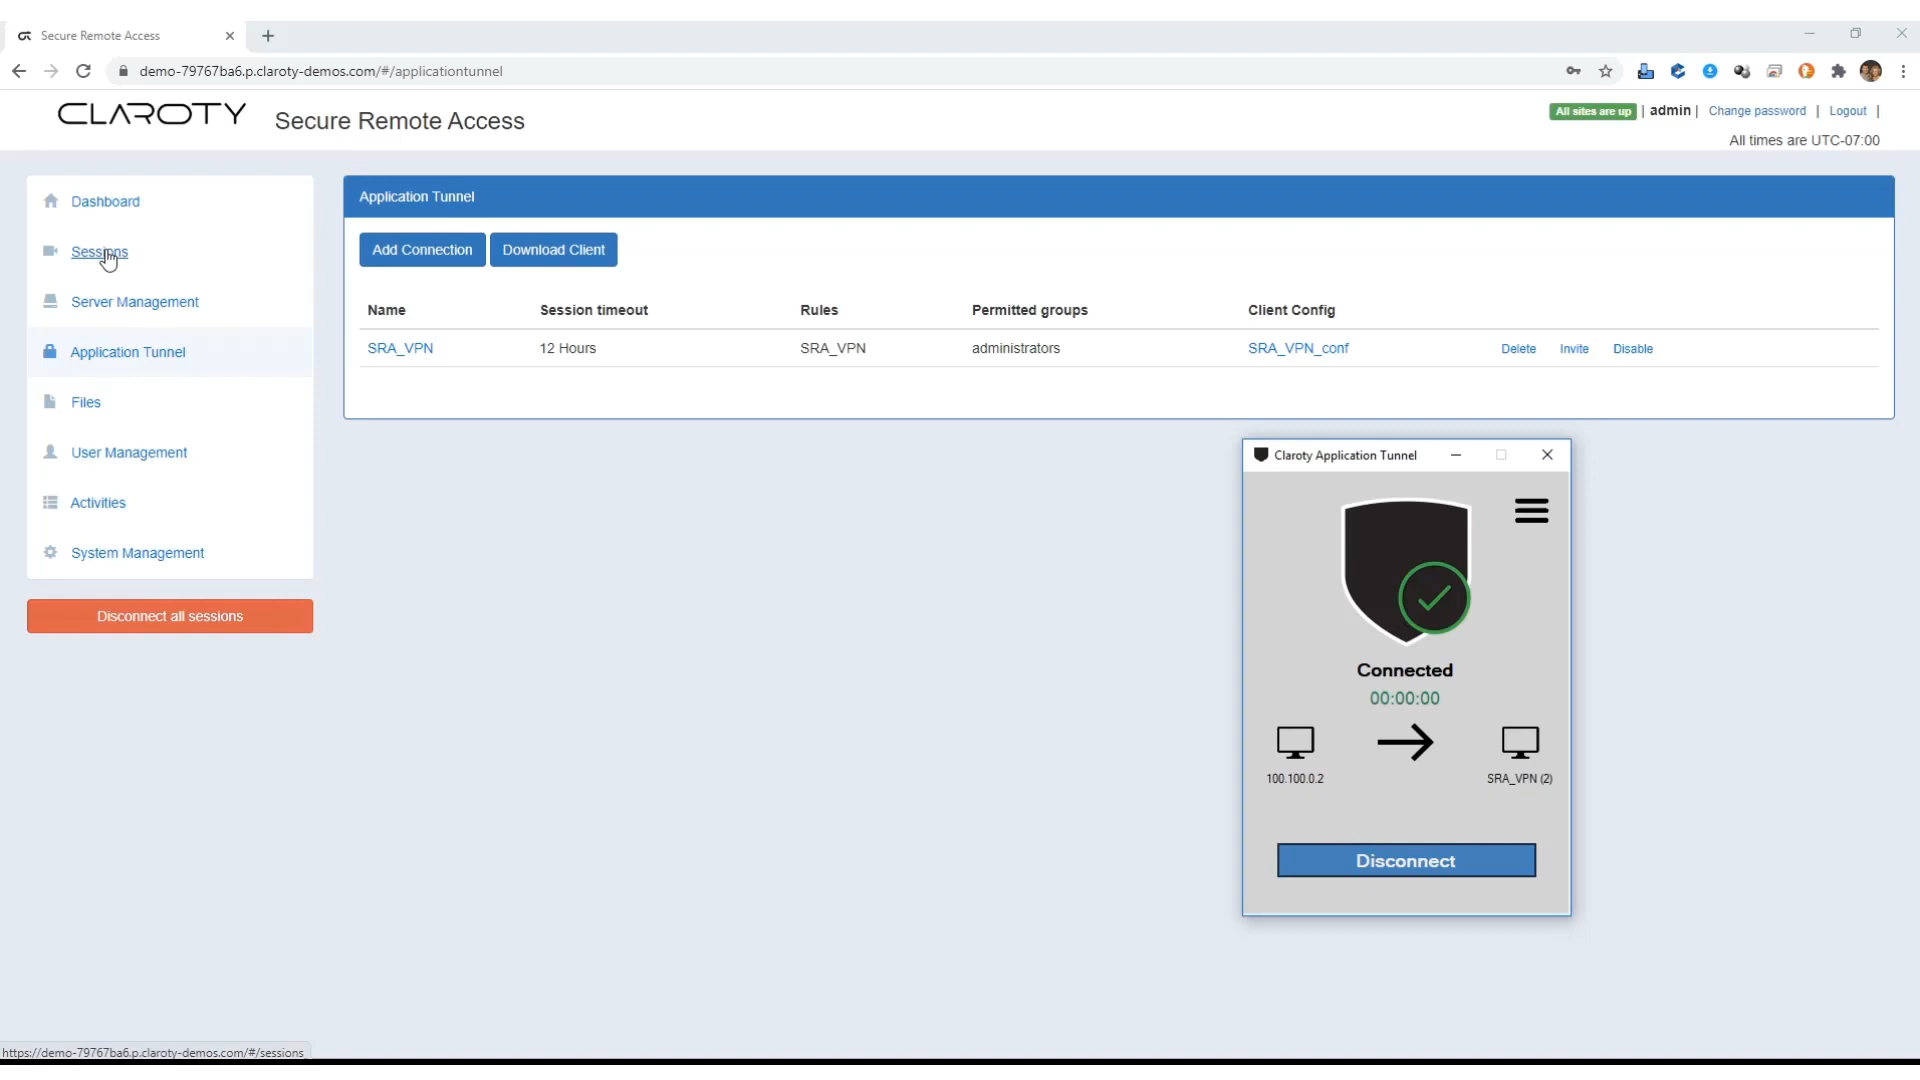 Secure Remote Access
demo-79767ba6.p.claroty-demos.com/#/applicationtunnel
CLAROTY
Secure Remote Access
All sites are up | admin | Change password | Logout |
All times are UTC-07:00
Dashboard
Sessions
Server Management
Application Tunnel
Files
User Management
Activities
System Management
Disconnect all sessions
Application Tunnel
Add Connection Download Client
Name Session timeout Rules Permitted groups Client Config
SRA_VPN 12 Hours SRA_VPN administrators SRA_VPN_conf Delete Invite Disable
Claroty Application Tunnel
Connected
00:00:00
100.100.0.2 SRA_VPN (2)
Disconnect
https://demo-79767ba6.p.claroty-demos.com/#/sessions